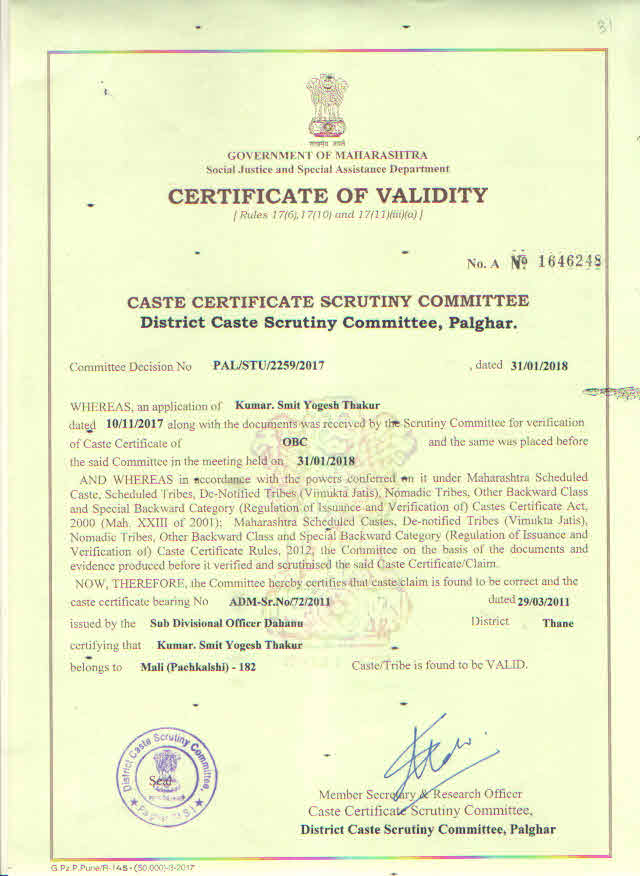 31
सत्यमेव जयते
GOVERNMENT OF MAHARASHTRA
Social Justice and Special Assistance Department
CERTIFICATE OF VALIDITY
[ Rules 17(6), 17(10) and 17(11)(iii)(a) ]
No. A Nº 1646248
CASTE CERTIFICATE SCRUTINY COMMITTEE
District Caste Scrutiny Committee, Palghar.
Committee Decision No PAL/STU/2259/2017 , dated 31/01/2018
WHEREAS, an application of Kumar. Smit Yogesh Thakur
dated 10/11/2017 along with the documents was received by the Scrutiny Committee for verification
of Caste Certificate of OBC and the same was placed before
the said Committee in the meeting held on 31/01/2018
AND WHEREAS in accordance with the powers conferred on it under Maharashtra Scheduled
Caste, Scheduled Tribes, De-Notified Tribes (Vimukta Jatis), Nomadic Tribes, Other Backward Class
and Special Backward Category (Regulation of Issuance and Verification of) Castes Certificate Act,
2000 (Mah. XXIII of 2001); Maharashtra Scheduled Castes, De-notified Tribes (Vimukta Jatis),
Nomadic Tribes, Other Backward Class and Special Backward Category (Regulation of Issuance and
Verification of) Caste Certificate Rules, 2012, the Committee on the basis of the documents and
evidence produced before it verified and scrutinised the said Caste Certificate/Claim.
NOW, THEREFORE, the Committee hereby certifies that caste claim is found to be correct and the
caste certificate bearing No ADM-Sr.No/72/2011 dated 29/03/2011
issued by the Sub Divisional Officer Dahanu District Thane
certifying that Kumar. Smit Yogesh Thakur
belongs to Mali (Pachkalshi) - 182 Caste/Tribe is found to be VALID.
District Caste Scrutiny Committee,
Seal
Palghar
Member Secretary & Research Officer
Caste Certificate Scrutiny Committee,
District Caste Scrutiny Committee, Palghar
G.Pz.P.Pune/R-145 - (50,000)-3-2017